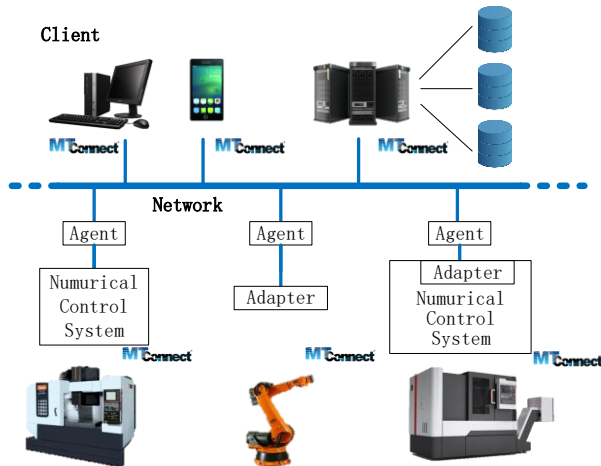 Client
MTConnect
MTConnect
MTConnect
Network
Agent
Agent
Agent
Numurical
Control
System
Adapter
Adapter
Numurical
Control
System
MTConnect
MTConnect
MTConnect